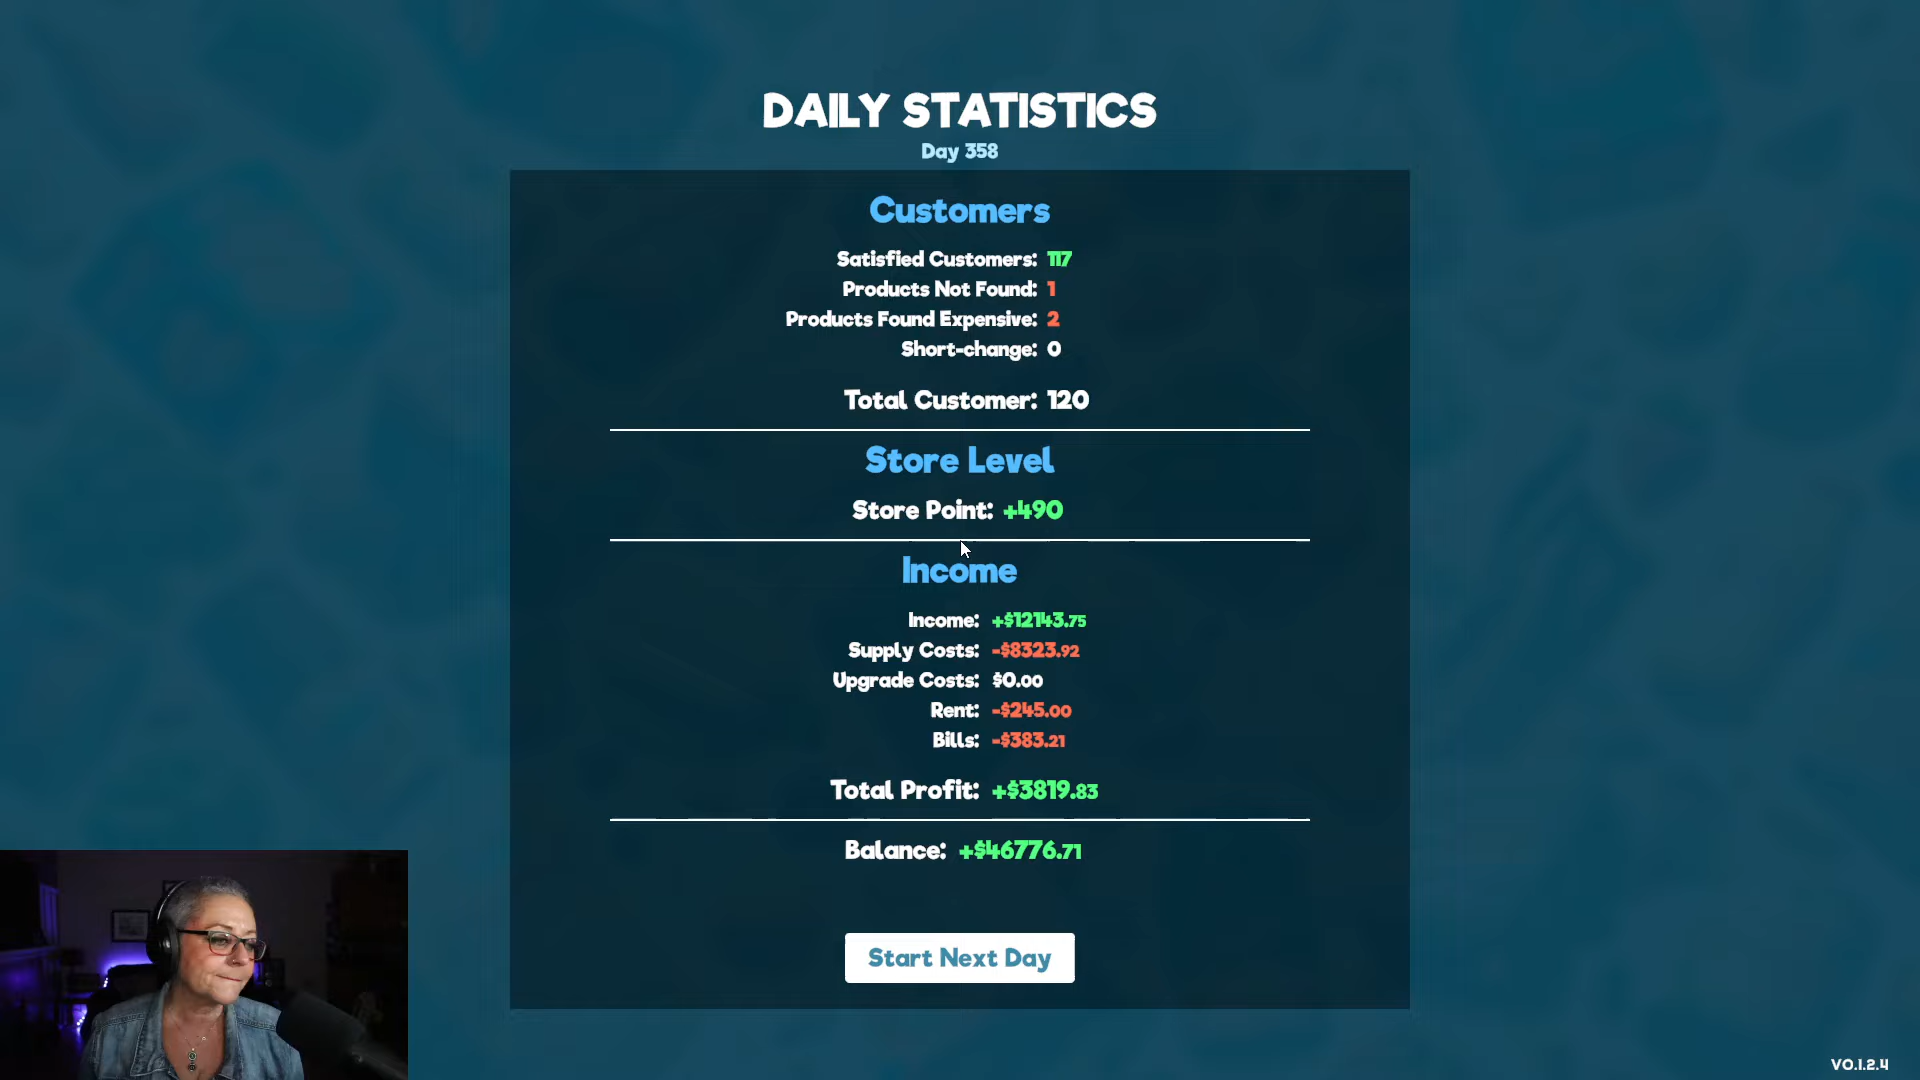 DAILY STATISTICS
Day 358
Customers
Satisfied Customers: 117
Products Not Found: 1
Products Found Expensive: 2
Short-change: 0
Total Customer: 120
Store Level
Store Point: +490
Income
Income: +$12143.75
Supply Costs: -$8323.92
Upgrade Costs: $0.00
Rent: -$245.00
Bills: -$383.21
Total Profit: +$3819.83
Balance: +$46776.71
Start Next Day
V0.1.2.4